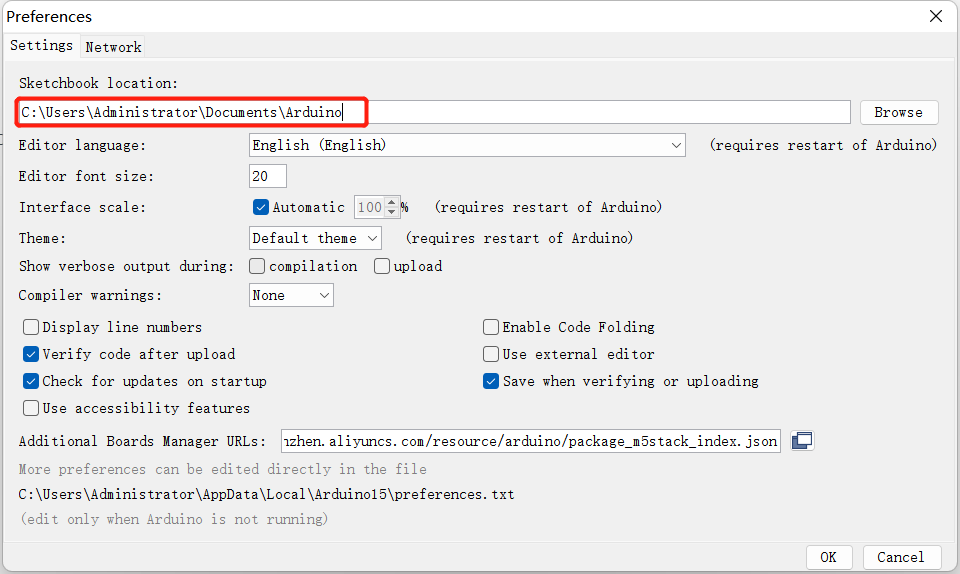 Preferences
Settings Network
Sketchbook location:
C:\Users\Administrator\Documents\Arduino Browse
Editor language: English (English) (requires restart of Arduino)
Editor font size: 20
Interface scale: Automatic 100 % (requires restart of Arduino)
Theme: Default theme (requires restart of Arduino)
Show verbose output during: compilation upload
Compiler warnings: None
Display line numbers Enable Code Folding
Verify code after upload Use external editor
Check for updates on startup Save when verifying or uploading
Use accessibility features
Additional Boards Manager URLs: nzhen.aliyuncs.com/resource/arduino/package_m5stack_index.json
More preferences can be edited directly in the file
C:\Users\Administrator\AppData\Local\Arduino15\preferences.txt
(edit only when Arduino is not running)
OK Cancel